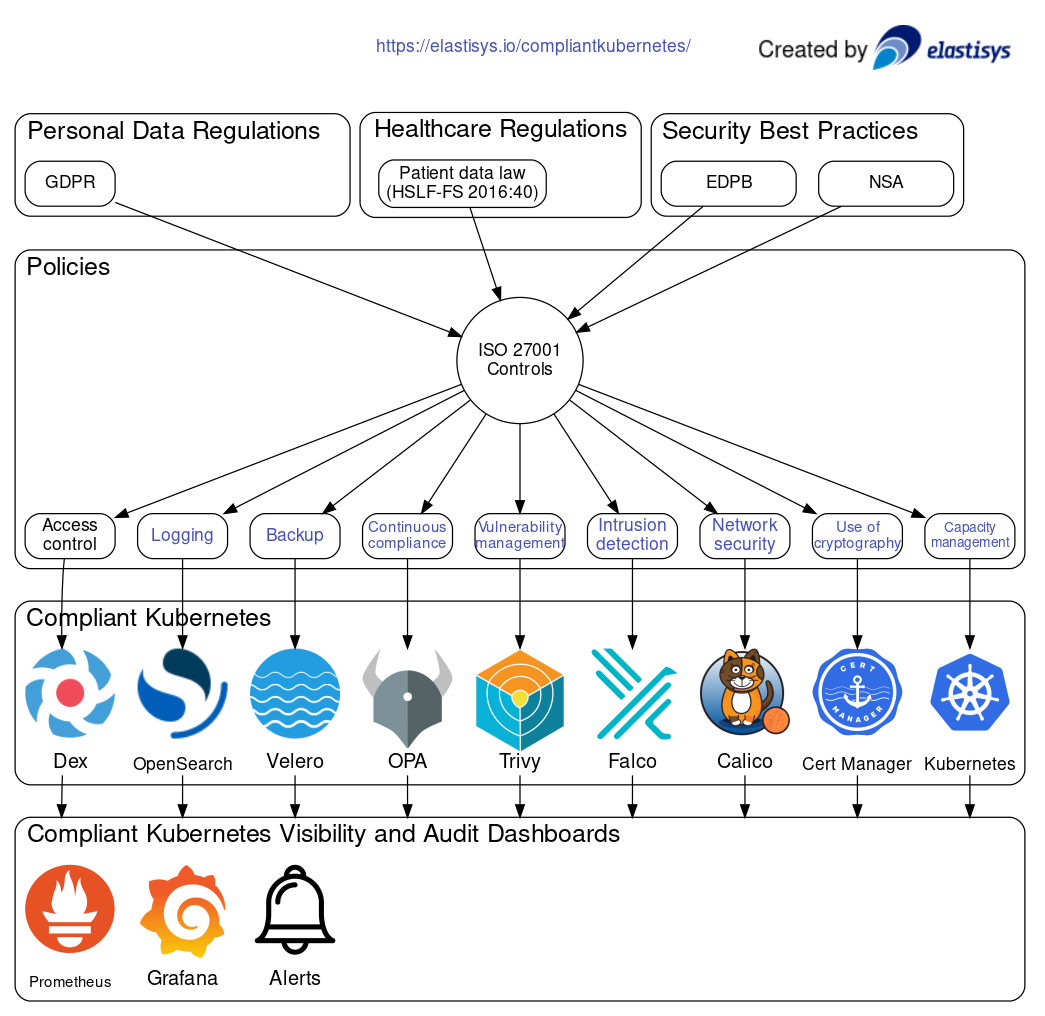 https://elastisys.io/compliantkubernetes/
Created by elastisys
Personal Data Regulations
Healthcare Regulations
Security Best Practices
GDPR
Patient data law
(HSLF-FS 2016:40)
EDPB
NSA
Policies
ISO 27001
Controls
Access
control
Logging
Backup
Continuous
compliance
Vulnerability
management
Intrusion
detection
Network
security
Use of
cryptography
Capacity
management
Compliant Kubernetes
CERT
MANAGER
Dex
OpenSearch
Velero
OPA
Trivy
Falco
Calico
Cert Manager
Kubernetes
Compliant Kubernetes Visibility and Audit Dashboards
Prometheus
Grafana
Alerts